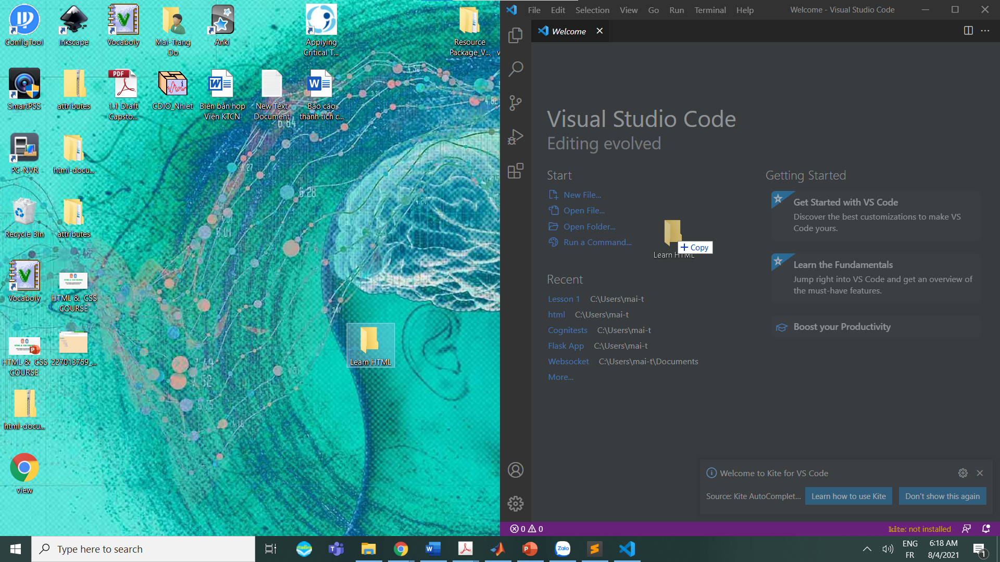 ConfigTool
Inkscape
Vocaboly
Mai-Trang
Do
Anki
Applying
Critical T...
Resource
Package_V...
SmartPSS
attributes
PDF
1.1 Draft
Capsto...
CDIO_Nhiet
Biên bản họp
Viện KTCN
New Text
Document
Báo cáo
thành tích c...
PC-NVR
html-docu...
Recycle Bin
attributes
Vocaboly
HTML & CSS
COURSE
HTML & CSS
COURSE
227013759_...
Learn HTML
html-docu...
view
File Edit Selection View Go Run Terminal Help
Welcome - Visual Studio Code
Welcome
Visual Studio Code
Editing evolved
Start
New File...
Open File...
Open Folder...
Run a Command...
Learn HTML
Copy
Recent
Lesson 1 C:\Users\mai-t
html C:\Users\mai-t
Cognitests C:\Users\mai-t
Flask App C:\Users\mai-t
Websocket C:\Users\mai-t\Documents
More...
Getting Started
Get Started with VS Code
Discover the best customizations to make VS
Code yours.
Learn the Fundamentals
Jump right into VS Code and get an overview of
the must-have features.
Boost your Productivity
Welcome to Kite for VS Code
Source: Kite AutoComplet...
Learn how to use Kite
Don't show this again
0 0
kite: not installed
Type here to search
Zalo
ENG
FR
6:18 AM
8/4/2021
1